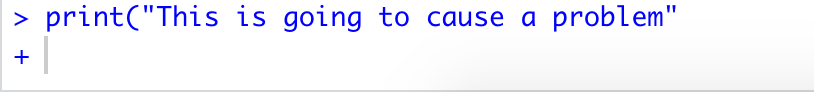 > print("This is going to cause a problem"
+